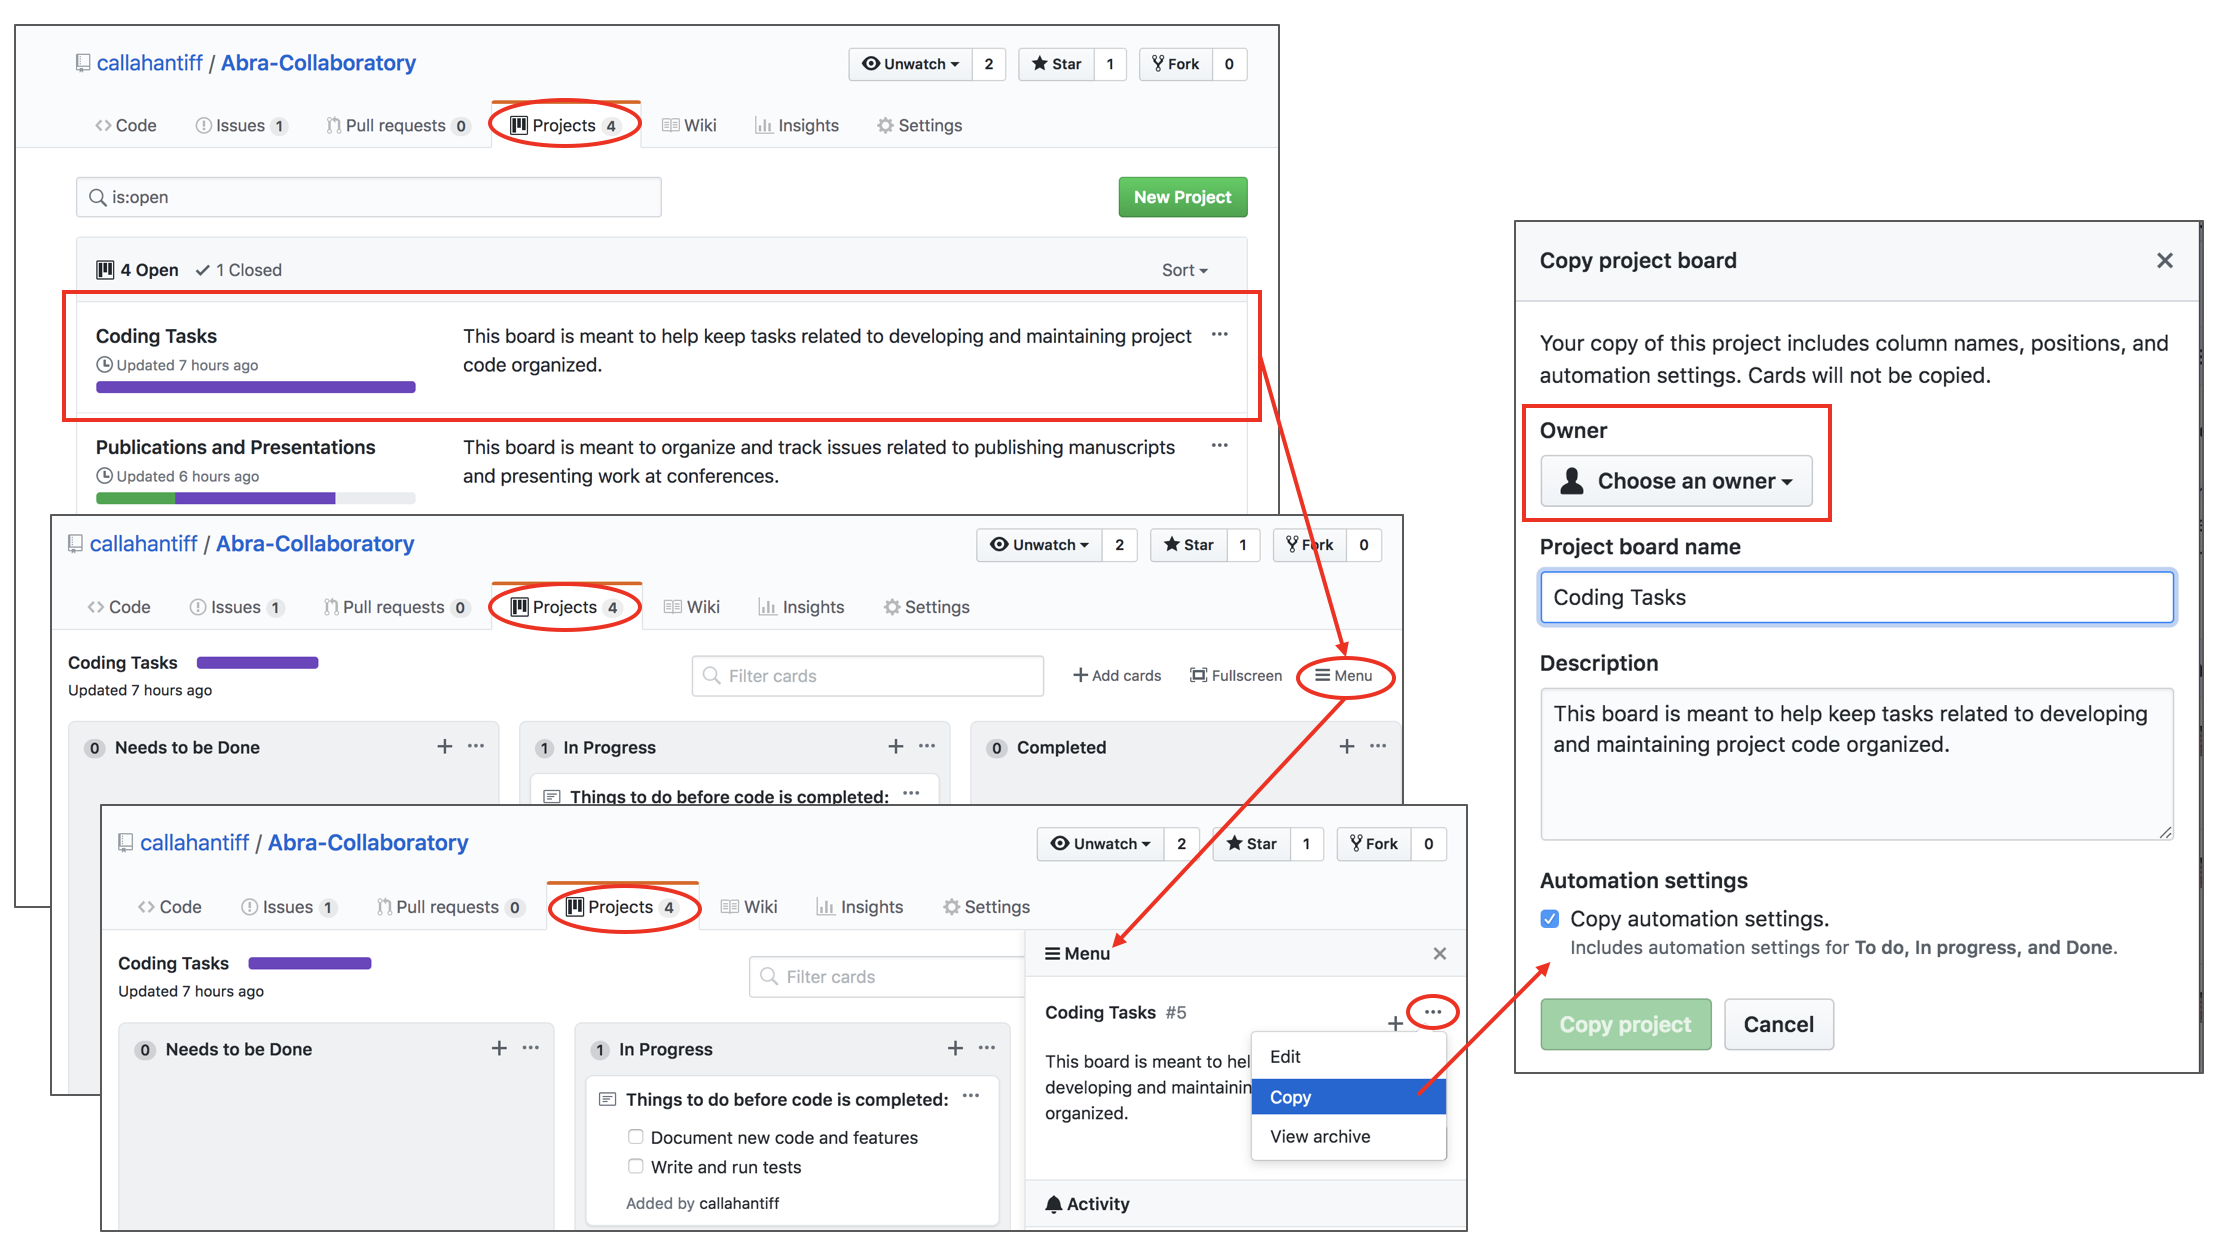 callahantiff / Abra-Collaboratory
Unwatch 2 Star 1 Fork 0
Code Issues 1 Pull requests 0 Projects 4 Wiki Insights Settings
is:open
New Project
4 Open 1 Closed
Sort
Coding Tasks
Updated 7 hours ago
This board is meant to help keep tasks related to developing and maintaining project
code organized.
Publications and Presentations
Updated 6 hours ago
This board is meant to organize and track issues related to publishing manuscripts
and presenting work at conferences.
callahantiff / Abra-Collaboratory
Unwatch 2 Star 1 Fork 0
Code Issues 1 Pull requests 0 Projects 4 Wiki Insights Settings
Coding Tasks
Updated 7 hours ago
Filter cards
Add cards Fullscreen Menu
0 Needs to be Done
1 In Progress
0 Completed
Things to do before code is completed:
callahantiff / Abra-Collaboratory
Unwatch 2 Star 1 Fork 0
Code Issues 1 Pull requests 0 Projects 4 Wiki Insights Settings
Coding Tasks
Updated 7 hours ago
Filter cards
0 Needs to be Done
1 In Progress
Things to do before code is completed:
Document new code and features
Write and run tests
Added by callahantiff
Menu
Coding Tasks #5
This board is meant to hel
developing and maintainin
organized.
Edit
Copy
View archive
Activity
Copy project board
Your copy of this project includes column names, positions, and
automation settings. Cards will not be copied.
Owner
Choose an owner
Project board name
Coding Tasks
Description
This board is meant to help keep tasks related to developing
and maintaining project code organized.
Automation settings
Copy automation settings.
Includes automation settings for To do, In progress, and Done.
Copy project Cancel